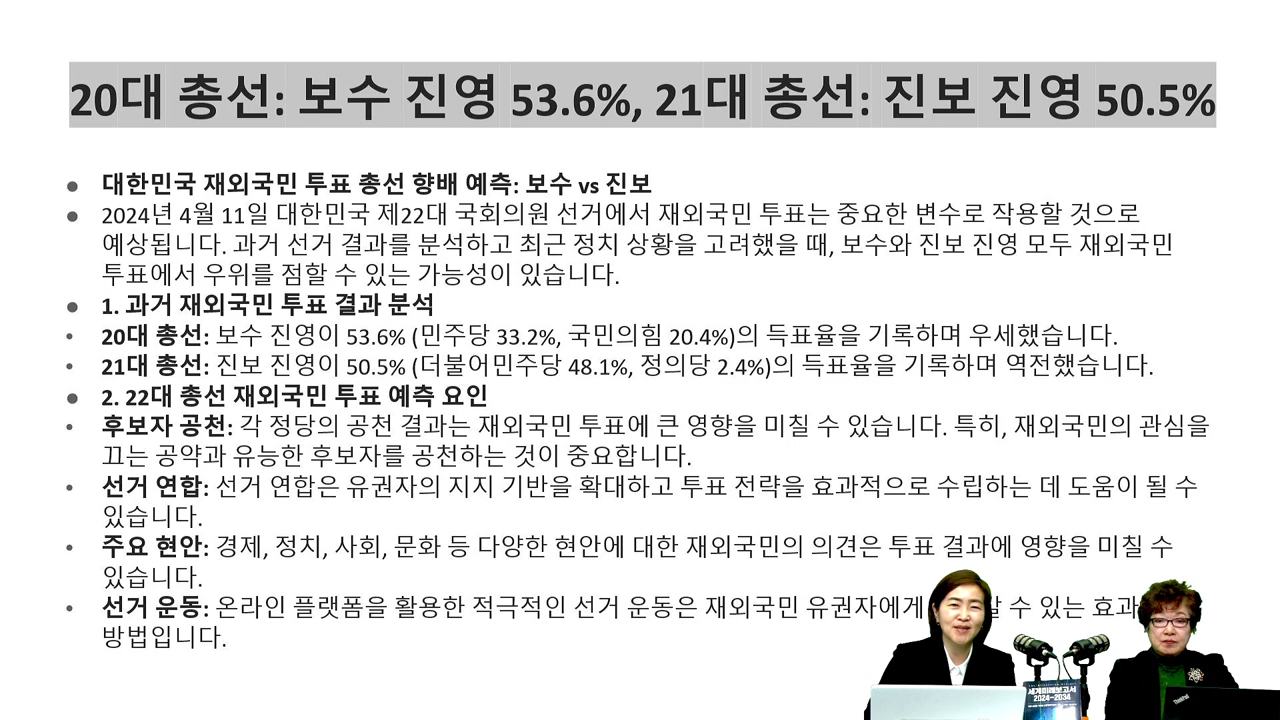 20대 총선: 보수 진영 53.6%, 21대 총선: 진보 진영 50.5%
● 대한민국 재외국민 투표 총선 향배 예측: 보수 vs 진보
● 2024년 4월 11일 대한민국 제22대 국회의원 선거에서 재외국민 투표는 중요한 변수로 작용할 것으로
예상됩니다. 과거 선거 결과를 분석하고 최근 정치 상황을 고려했을 때, 보수와 진보 진영 모두 재외국민
투표에서 우위를 점할 수 있는 가능성이 있습니다.
● 1. 과거 재외국민 투표 결과 분석
• 20대 총선: 보수 진영이 53.6% (민주당 33.2%, 국민의힘 20.4%)의 득표율을 기록하며 우세했습니다.
• 21대 총선: 진보 진영이 50.5% (더불어민주당 48.1%, 정의당 2.4%)의 득표율을 기록하며 역전했습니다.
● 2. 22대 총선 재외국민 투표 예측 요인
• 후보자 공천: 각 정당의 공천 결과는 재외국민 투표에 큰 영향을 미칠 수 있습니다. 특히, 재외국민의 관심을
끄는 공약과 유능한 후보자를 공천하는 것이 중요합니다.
• 선거 연합: 선거 연합은 유권자의 지지 기반을 확대하고 투표 전략을 효과적으로 수립하는 데 도움이 될 수
있습니다.
• 주요 현안: 경제, 정치, 사회, 문화 등 다양한 현안에 대한 재외국민의 의견은 투표 결과에 영향을 미칠 수
있습니다.
• 선거 운동: 온라인 플랫폼을 활용한 적극적인 선거 운동은 재외국민 유권자에게 할 수 있는 효과
방법입니다.
세계미래보고서
2024-2034
ThinkPad